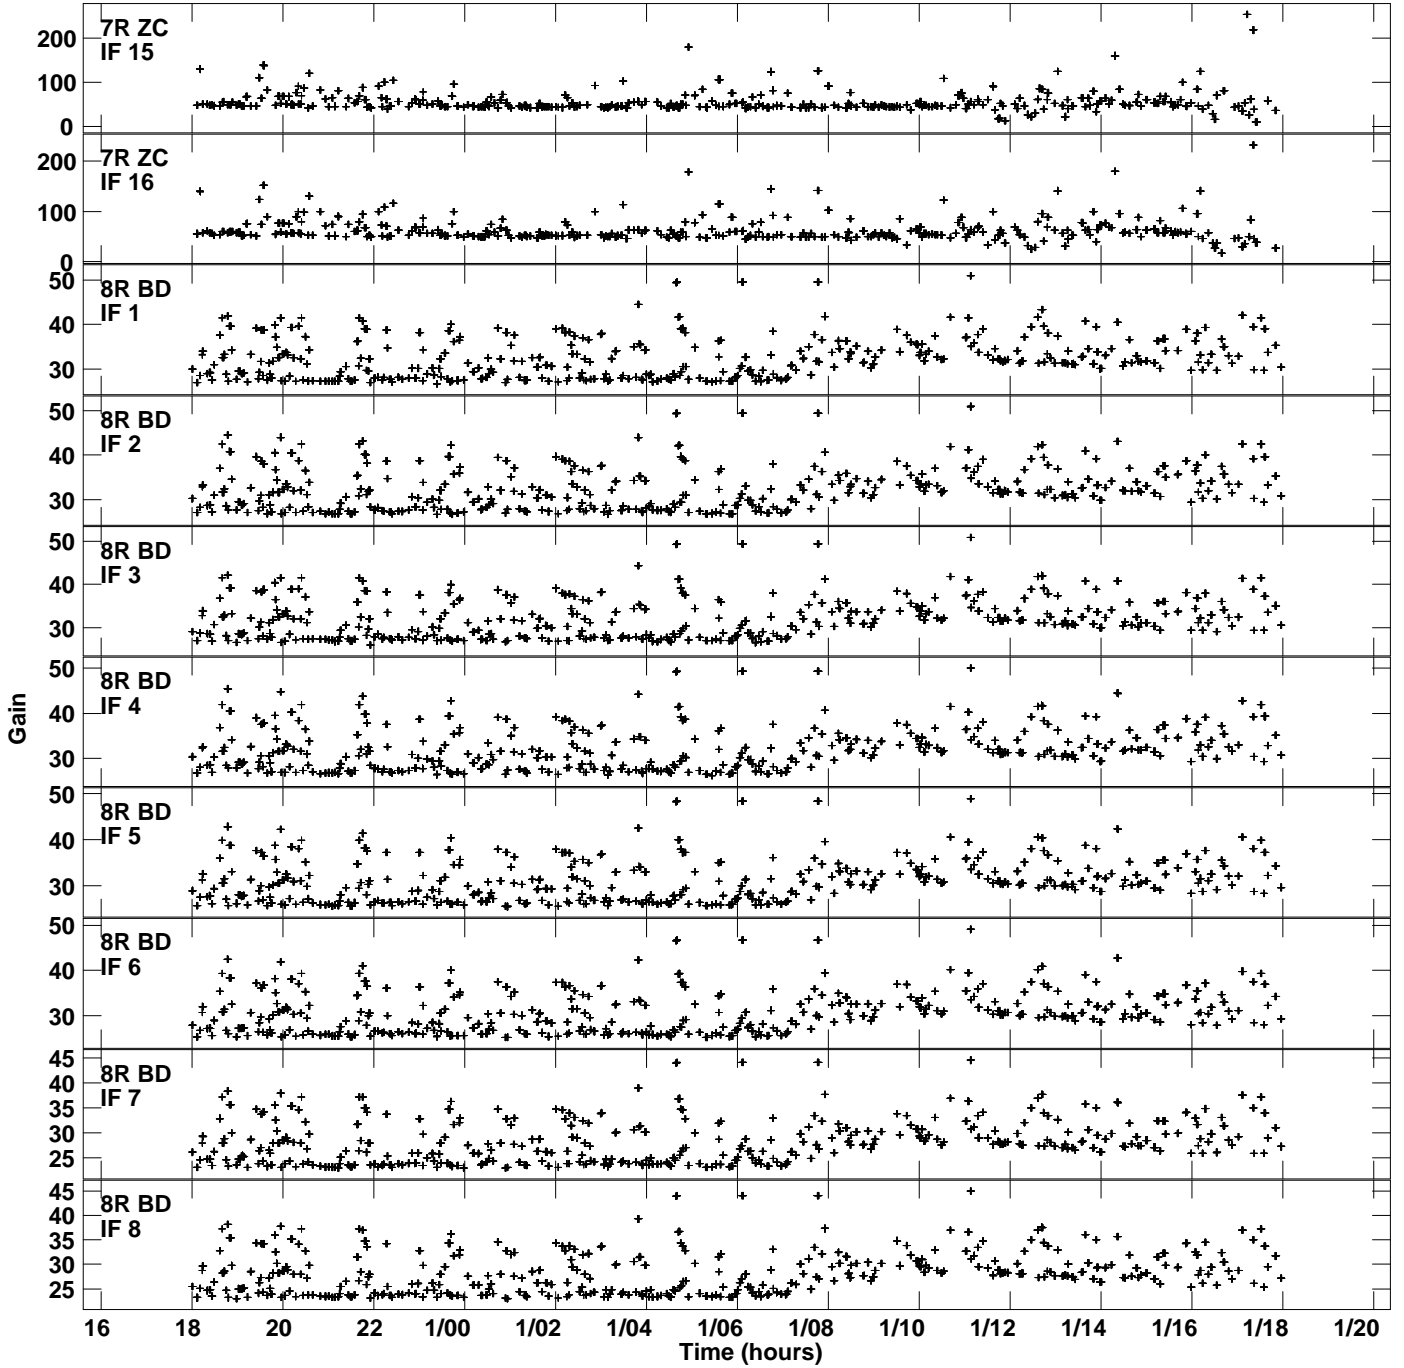 7R ZC
IF 15
200
100
0
7R ZC
IF 16
200
100
0
8R BD
IF 1
50
40
30
8R BD
IF 2
50
40
30
8R BD
IF 3
50
40
30
8R BD
IF 4
50
40
30
8R BD
IF 5
50
40
30
8R BD
IF 6
50
40
30
8R BD
IF 7
45
40
35
30
25
8R BD
IF 8
45
40
35
30
25
Gain
16 18 20 22 1/00 1/02 1/04 1/06 1/08 1/10 1/12 1/14 1/16 1/18 1/20
Time (hours)